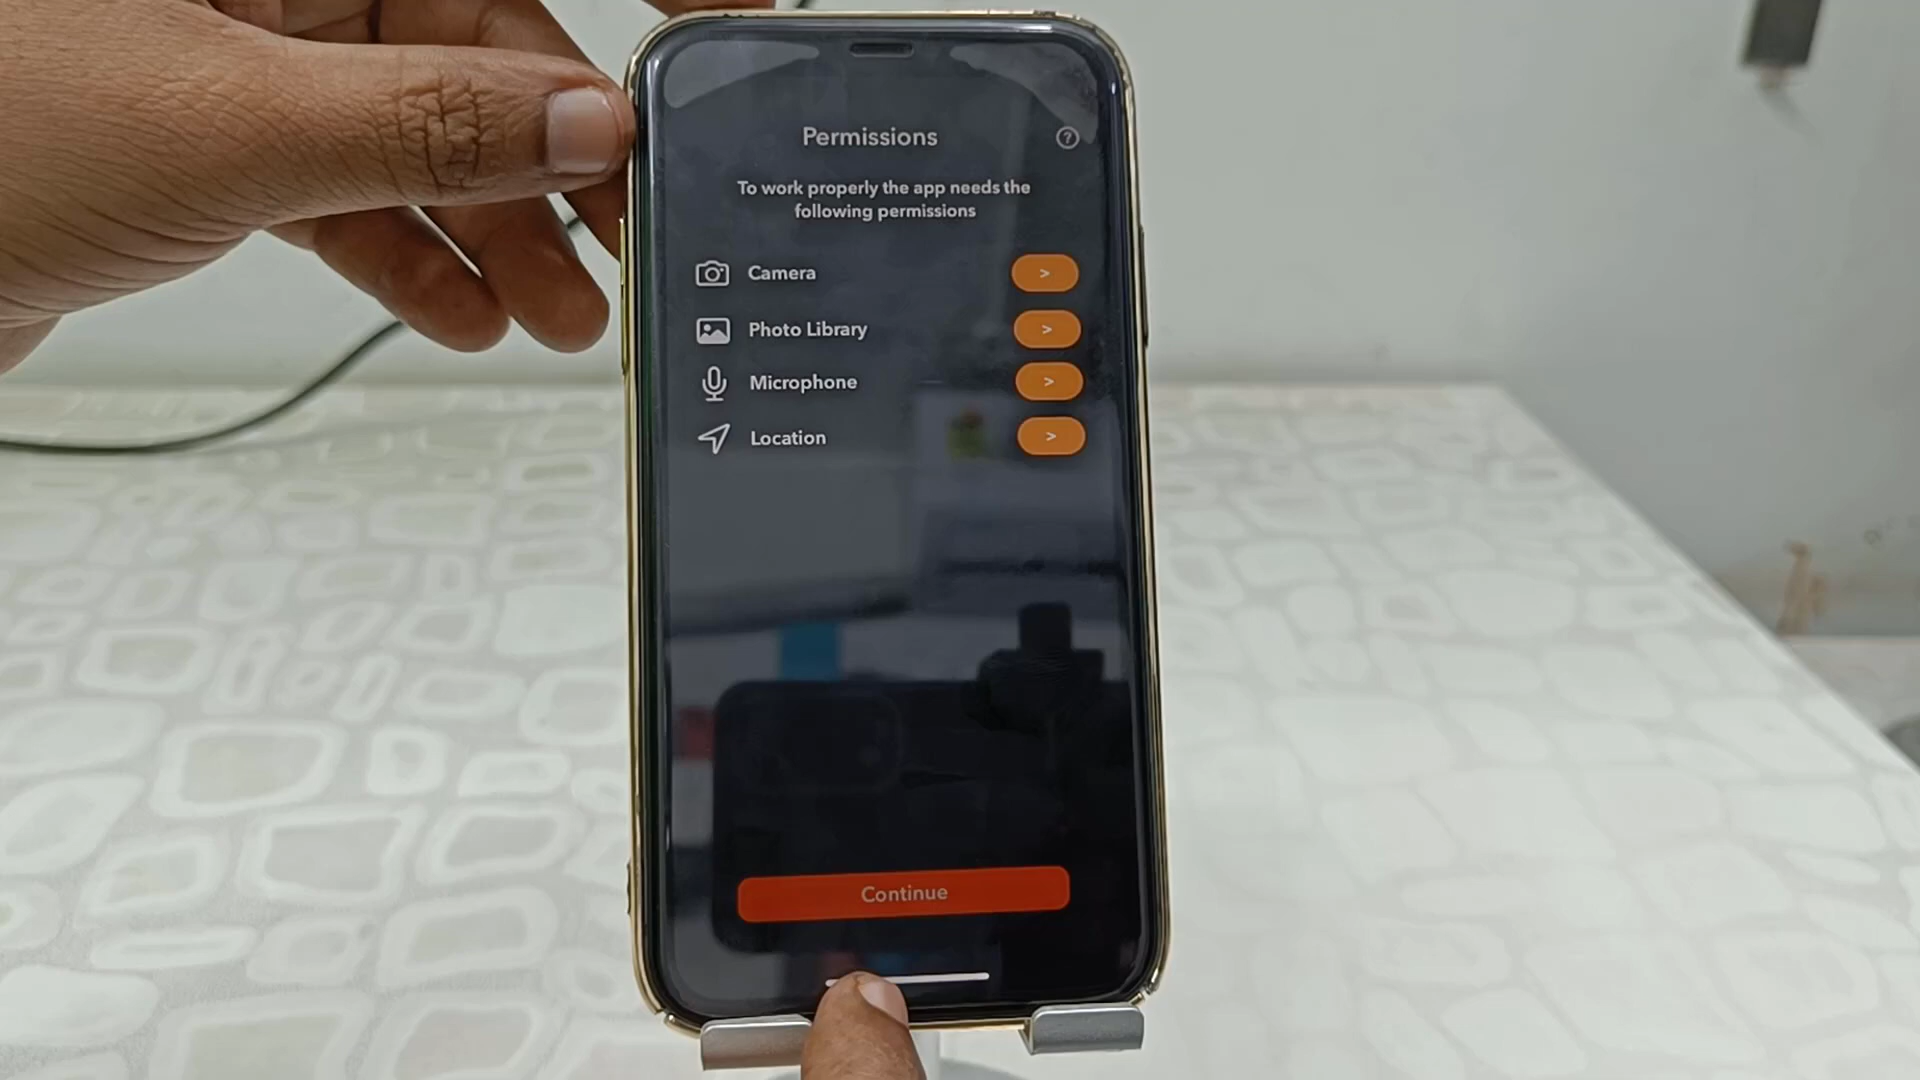 Permissions
?
To work properly the app needs the
following permissions
Camera >
Photo Library >
Microphone >
Location >
Continue